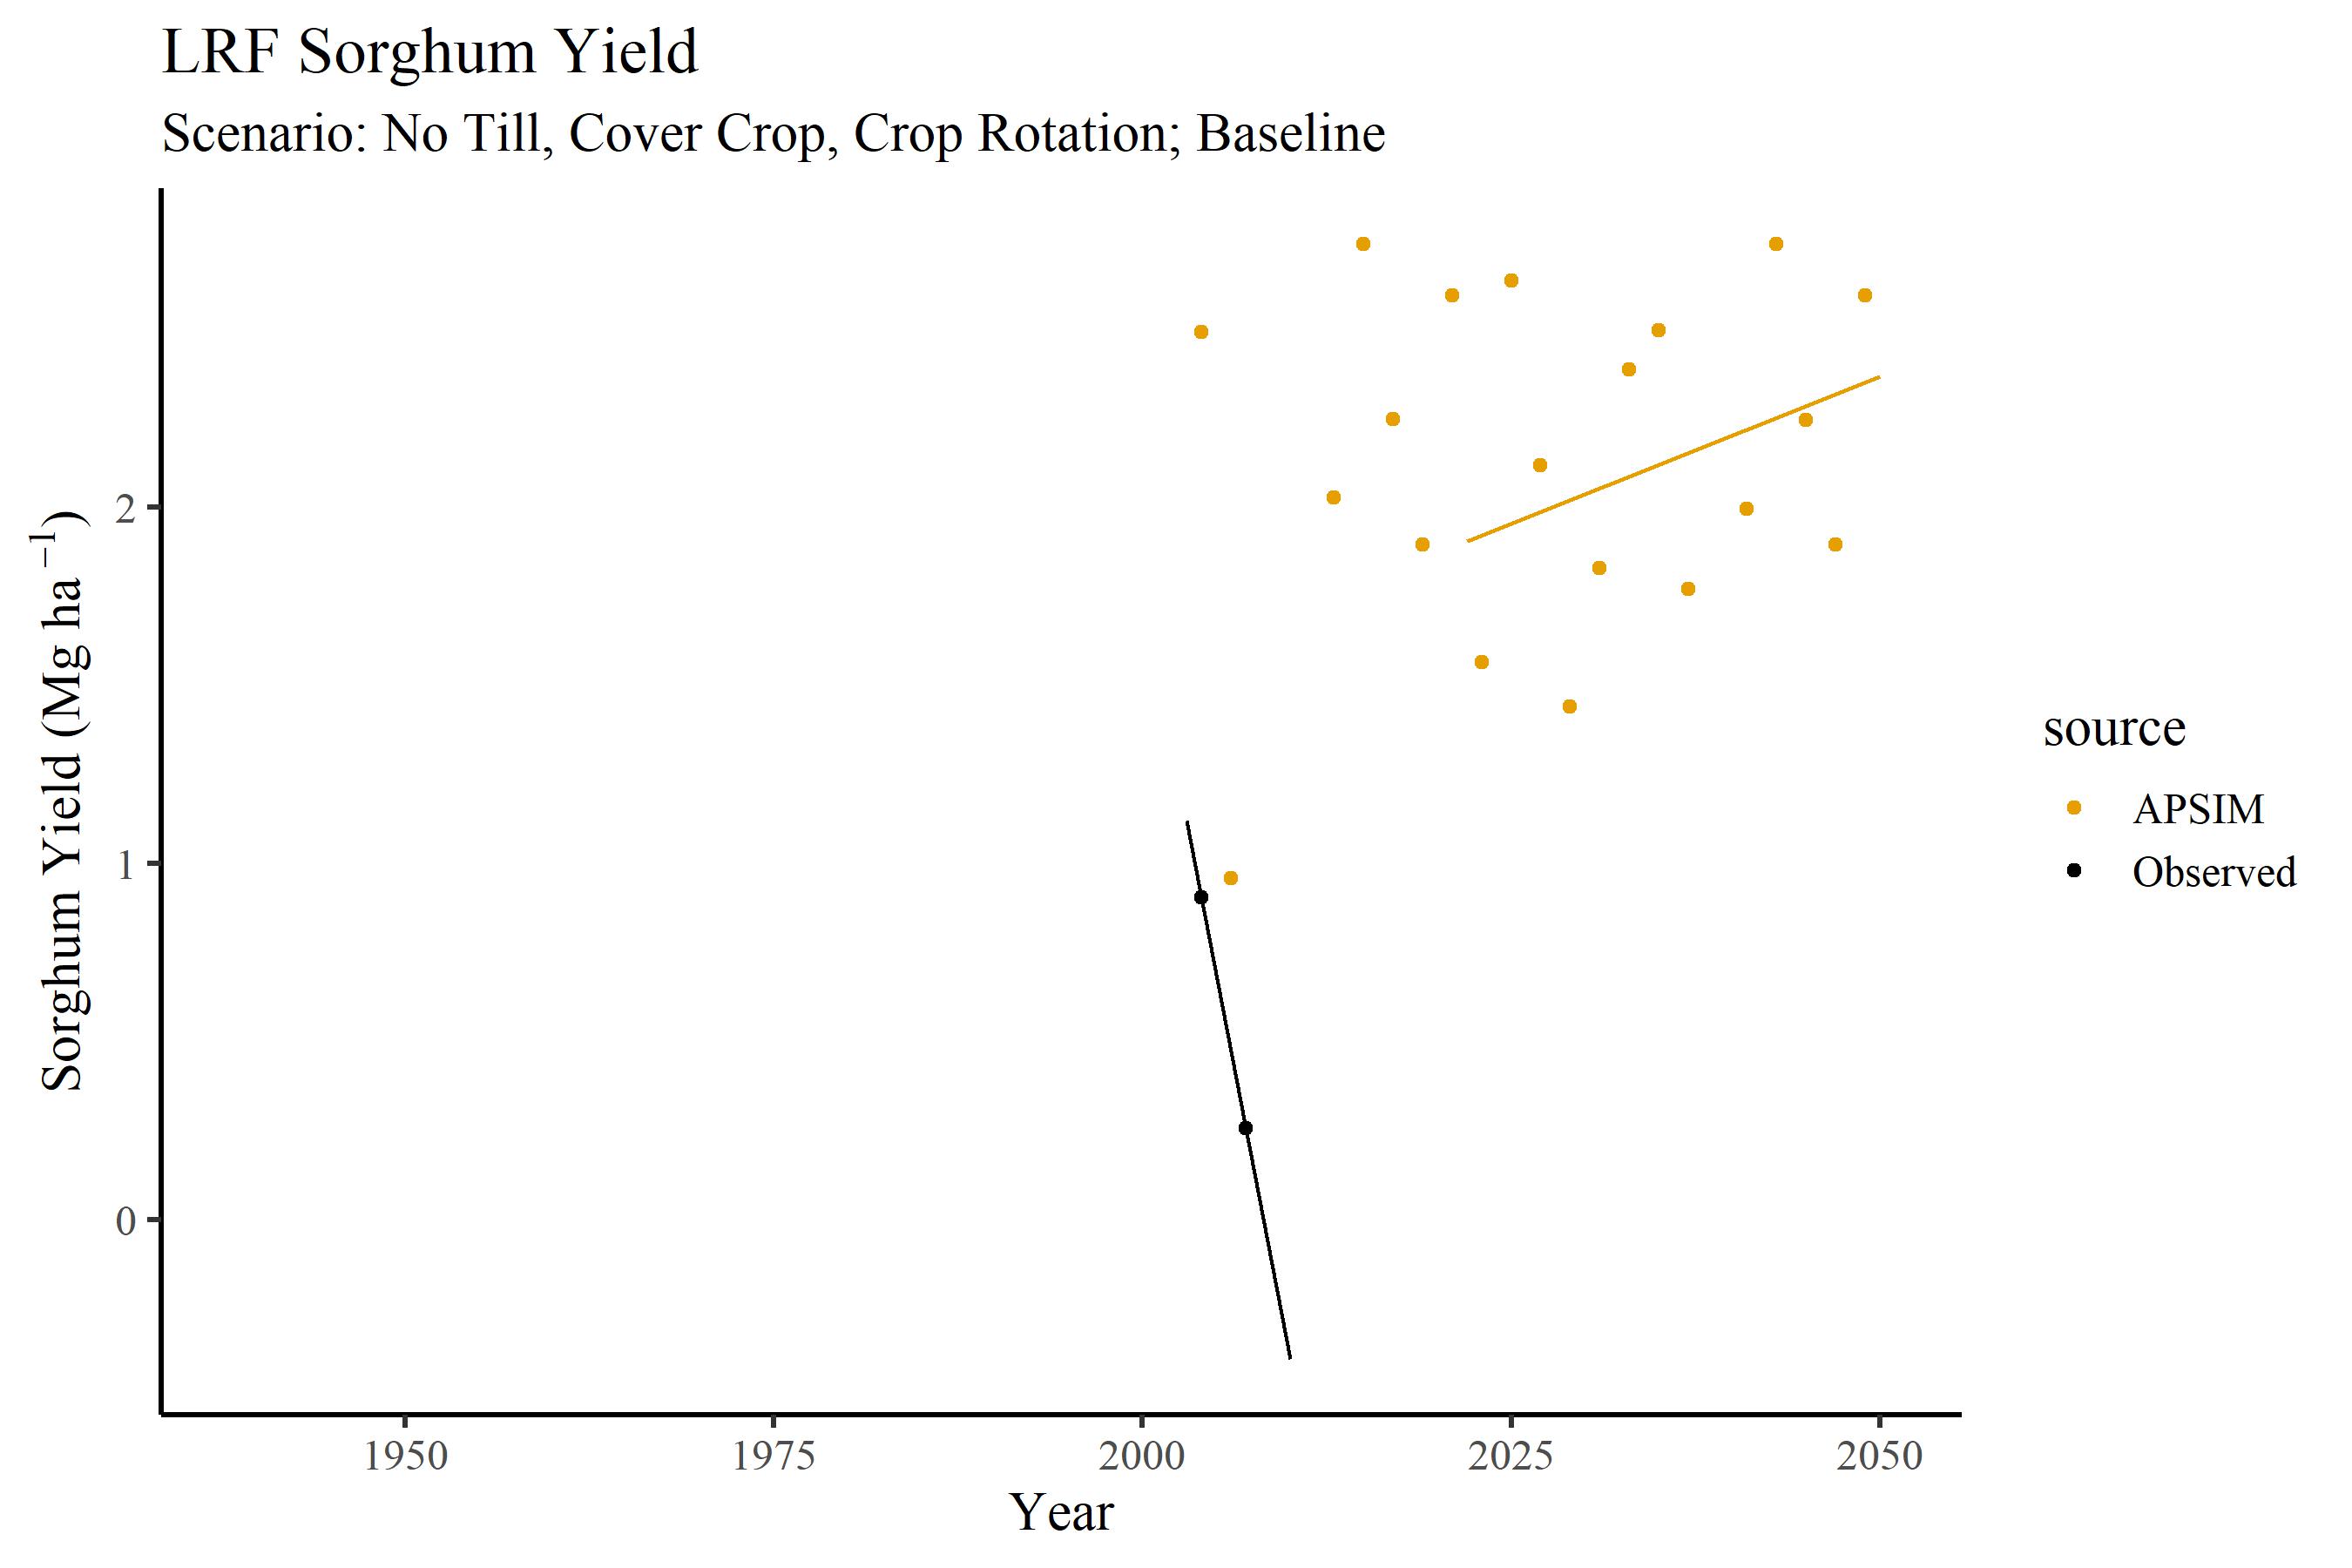 LRF Sorghum Yield
Scenario: No Till, Cover Crop, Crop Rotation; Baseline
Sorghum Yield (Mg ha⁻¹)
2
1
0
1950 1975 2000 2025 2050
Year
source
APSIM
Observed